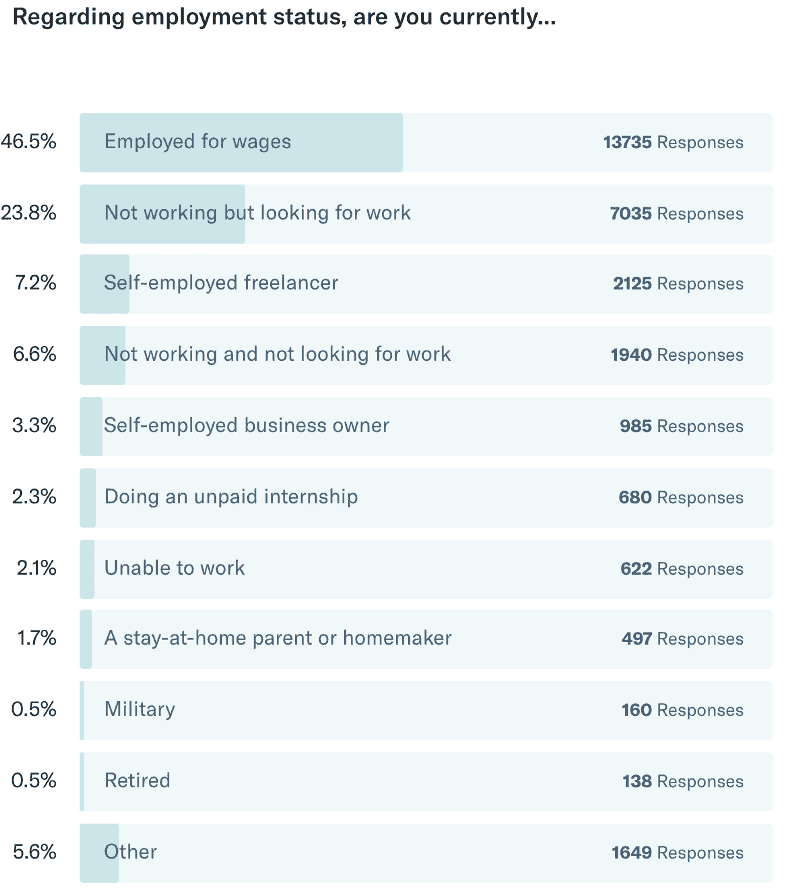 Regarding employment status, are you currently...
46.5% Employed for wages 13735 Responses
23.8% Not working but looking for work 7035 Responses
7.2% Self-employed freelancer 2125 Responses
6.6% Not working and not looking for work 1940 Responses
3.3% Self-employed business owner 985 Responses
2.3% Doing an unpaid internship 680 Responses
2.1% Unable to work 622 Responses
1.7% A stay-at-home parent or homemaker 497 Responses
0.5% Military 160 Responses
0.5% Retired 138 Responses
5.6% Other 1649 Responses